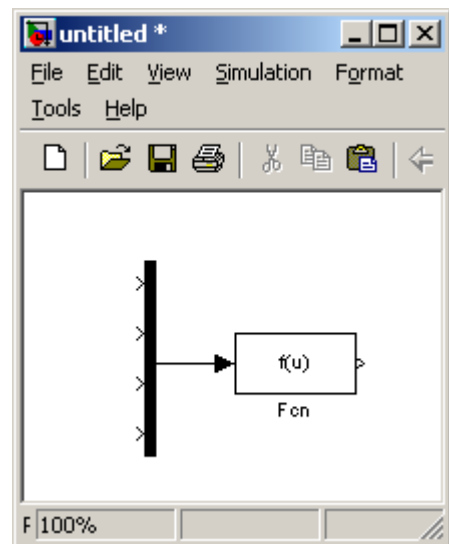 untitled *
File Edit View Simulation Format
Tools Help
f(u)
Fcn
F 100%